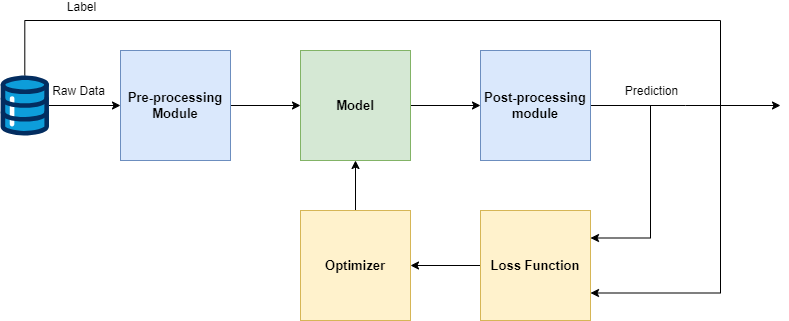 Label
Raw Data
Pre-processing
Module
Model
Post-processing
module
Prediction
Optimizer
Loss Function